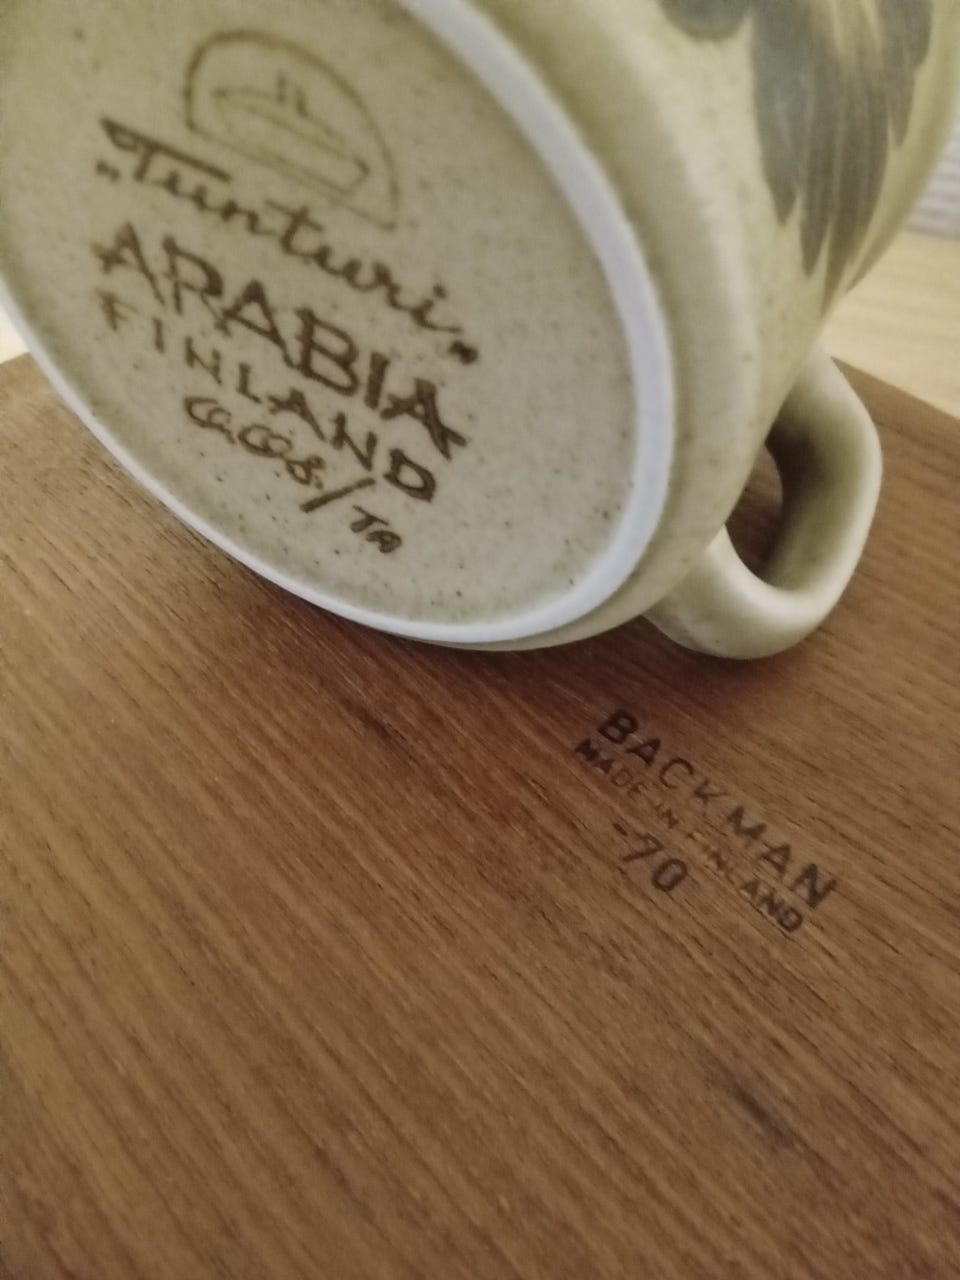 „Tunturi”
ARABIA
FINLAND
BACKMAN
MADE IN FINLAND
-70